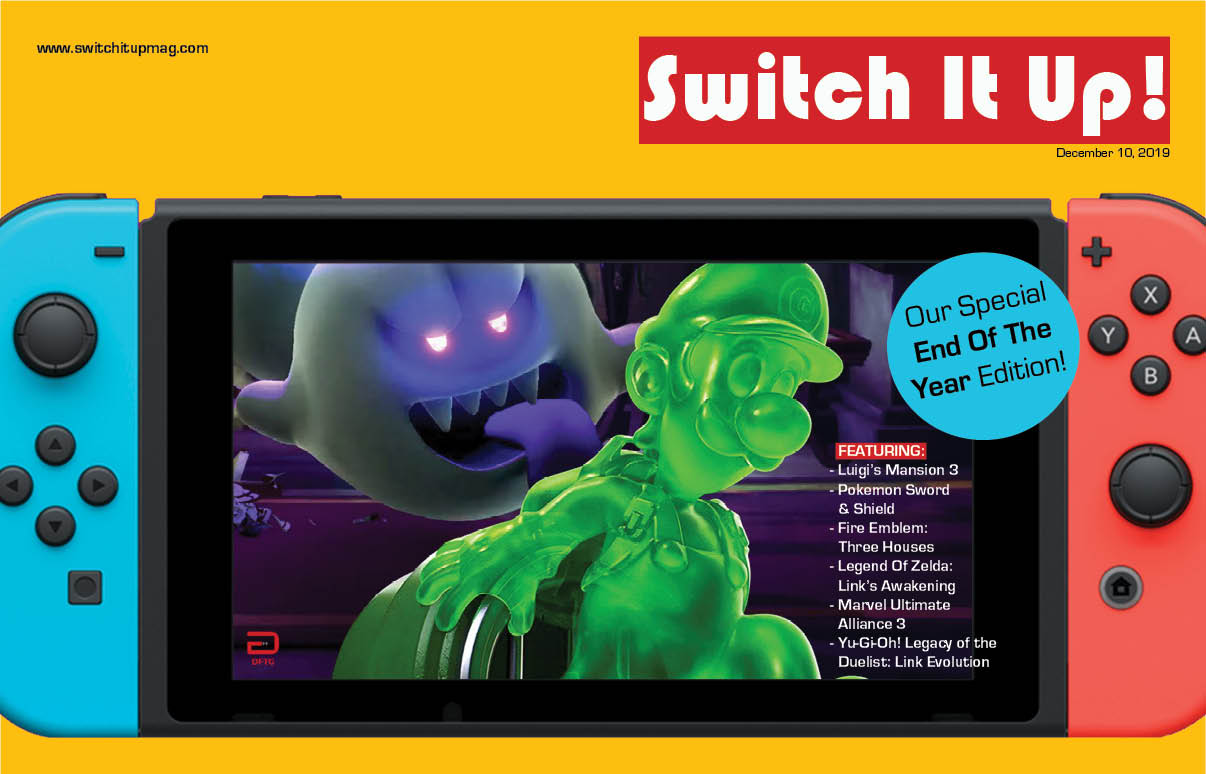 www.switchitupmag.com
Switch It Up!
December 10, 2019
Our Special
End Of The
Year Edition!
FEATURING:
- Luigi's Mansion 3
- Pokemon Sword
& Shield
- Fire Emblem:
Three Houses
- Legend Of Zelda:
Link's Awakening
- Marvel Ultimate
Alliance 3
- Yu-Gi-Oh! Legacy of the
Duelist: Link Evolution
X
Y
A
B
DFTG